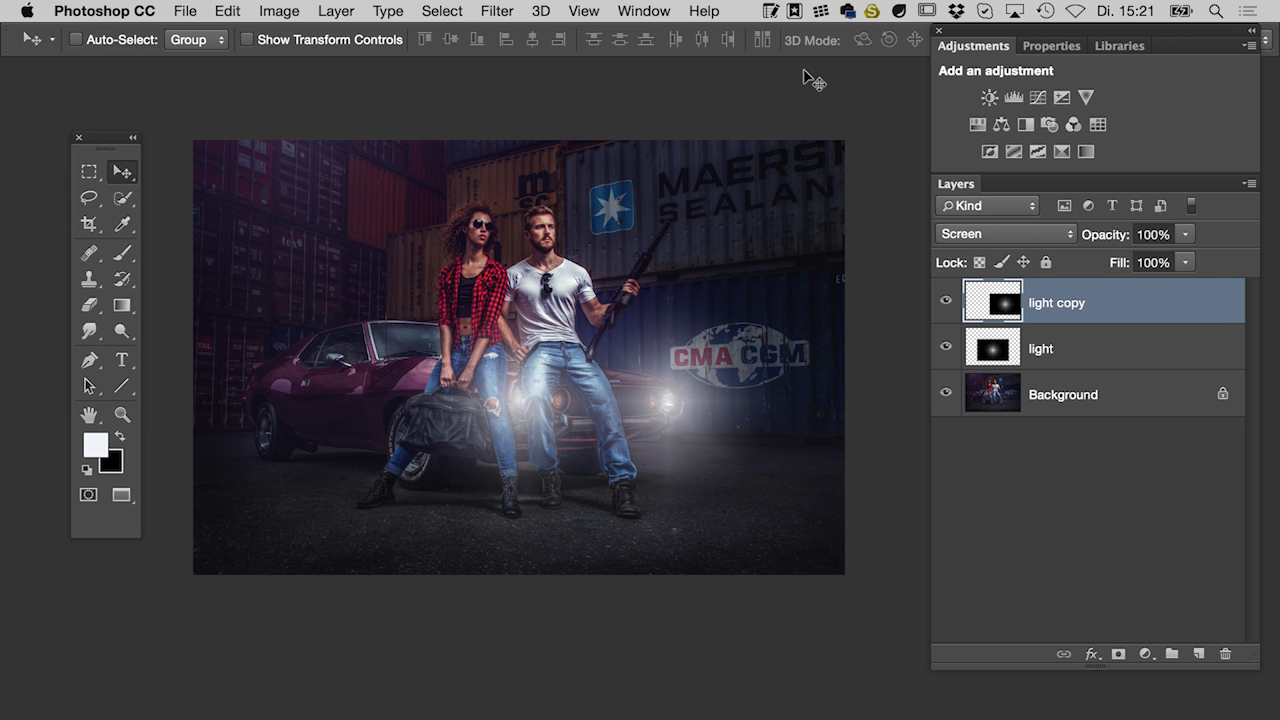 Photoshop CC File Edit Image Layer Type Select Filter 3D View Window Help Di. 15:21
Auto-Select: Group Show Transform Controls 3D Mode:
Adjustments Properties Libraries
Add an adjustment
Layers
Kind
Screen Opacity: 100%
Lock: Fill: 100%
light copy
light
Background
MAERSK
SEALAN
CMA CGM